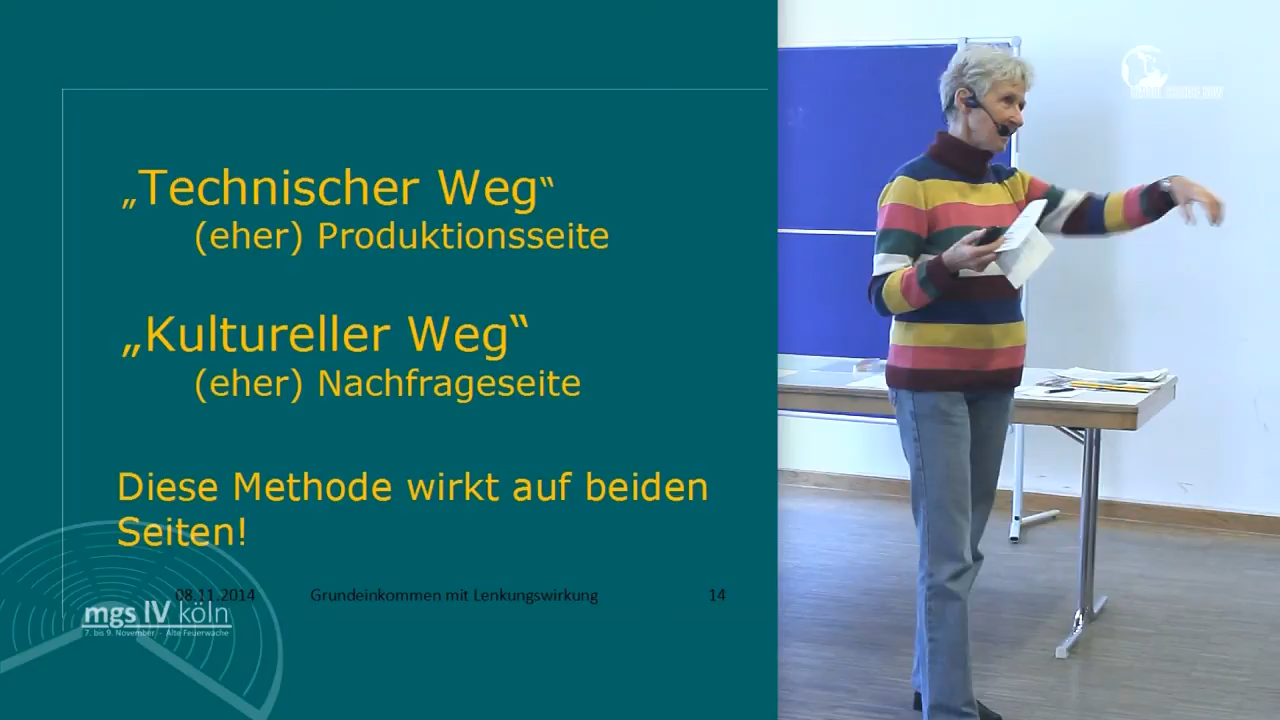 „Technischer Weg“
(eher) Produktionsseite
„Kultureller Weg“
(eher) Nachfrageseite
Diese Methode wirkt auf beiden
Seiten!
08.11.2014 Grundeinkommen mit Lenkungswirkung 14
mgs IV köln
7. bis 9. November - Alte Feuerwache